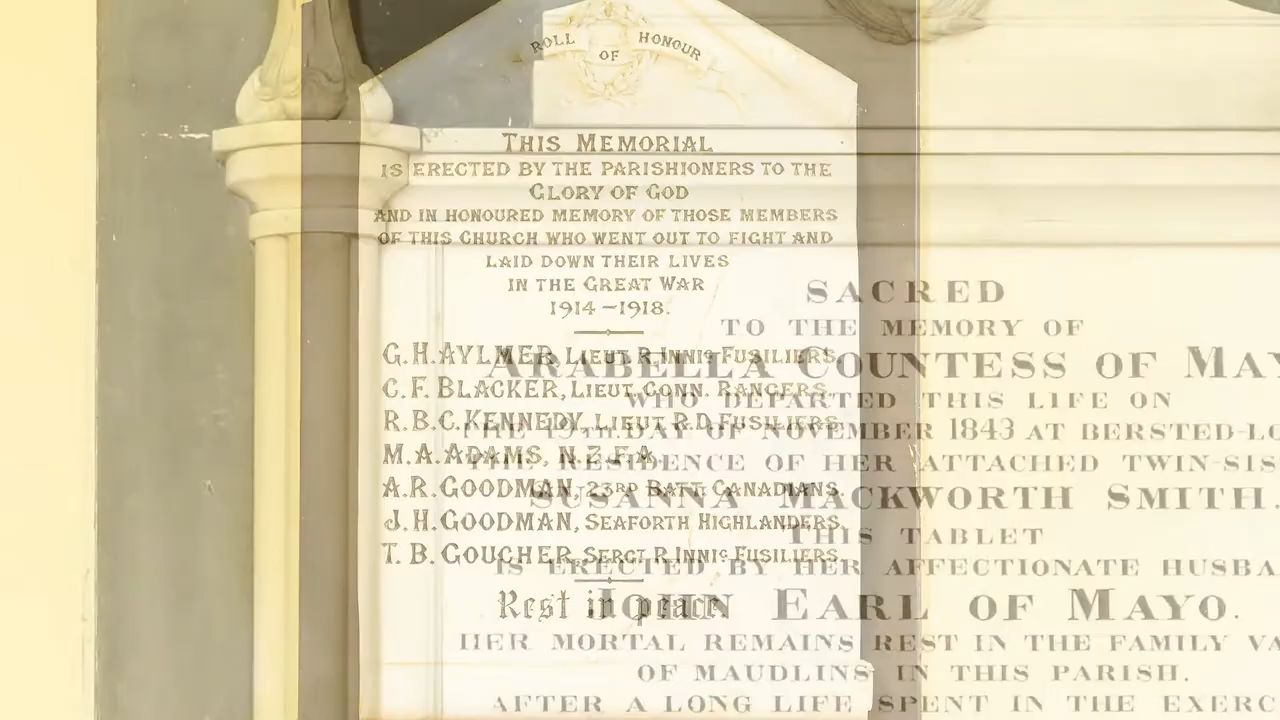 ROLL OF HONOUR
THIS MEMORIAL
IS ERECTED BY THE PARISHIONERS TO THE
GLORY OF GOD
AND IN HONOURED MEMORY OF THOSE MEMBERS
OF THIS CHURCH WHO WENT OUT TO FIGHT AND
LAID DOWN THEIR LIVES
IN THE GREAT WAR
1914-1918.
G. H. AYLMER, LIEUT. R. INNIS FUSILIERS.
C. F. BLACKER, LIEUT. CONN. RANGERS.
R. B. C. KENNEDY, LIEUT. R. D. FUSILIERS.
M. A. ADAMS, N. Z. F. A.
A. R. GOODMAN, 23RD BATT. CANADIANS.
J. H. GOODMAN, SEAFORTH HIGHLANDERS.
T. B. GOUCHER, SERGT. R. INNIS FUSILIERS.
Rest in peace.
SACRED
TO THE MEMORY OF
ARABELLA COUNTESS OF MAY
WHO DEPARTED THIS LIFE ON
THE 19TH DAY OF NOVEMBER 1843 AT BERSTED-LO
THE RESIDENCE OF HER ATTACHED TWIN-SIS
SUSANNA MACKWORTH SMITH.
THIS TABLET
IS ERECTED BY HER AFFECTIONATE HUSBA
JOHN EARL OF MAYO.
HER MORTAL REMAINS REST IN THE FAMILY VA
OF MAUDLINS IN THIS PARISH.
AFTER A LONG LIFE SPENT IN THE EXERC